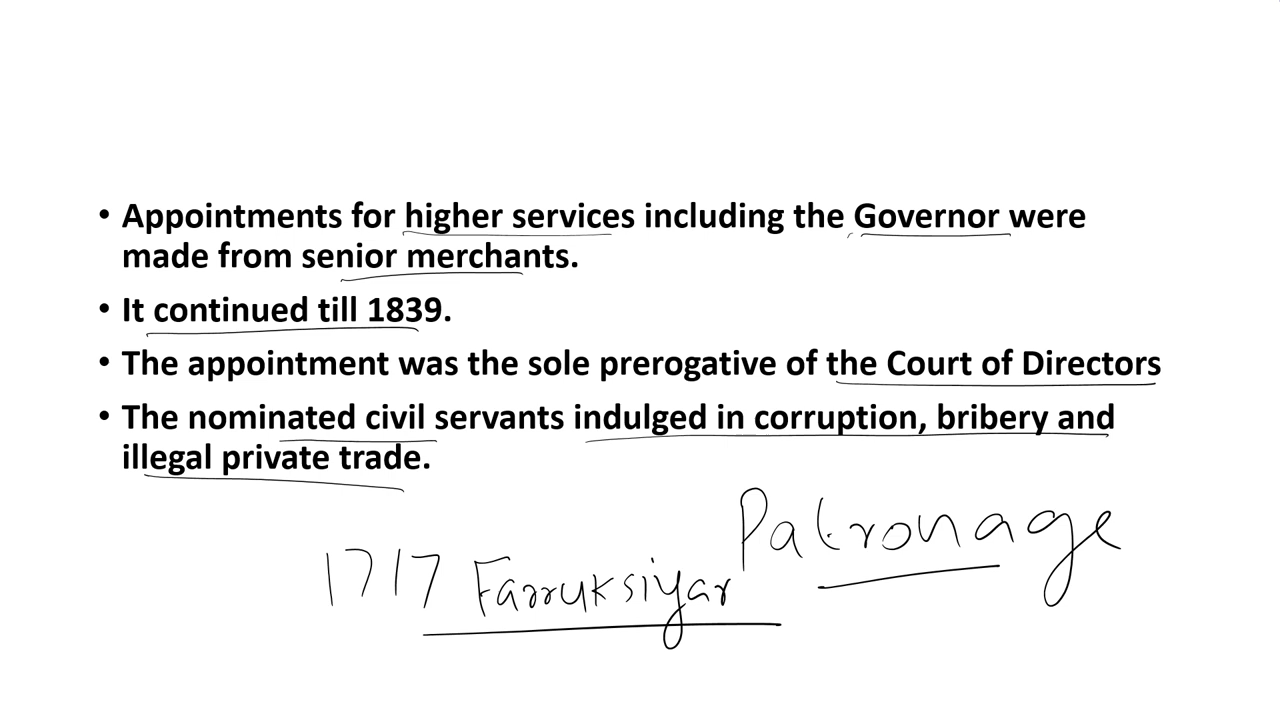 • Appointments for higher services including the Governor were
made from senior merchants.
• It continued till 1839.
• The appointment was the sole prerogative of the Court of Directors
• The nominated civil servants indulged in corruption, bribery and
illegal private trade.
Patronage
1717 Farruksiyar